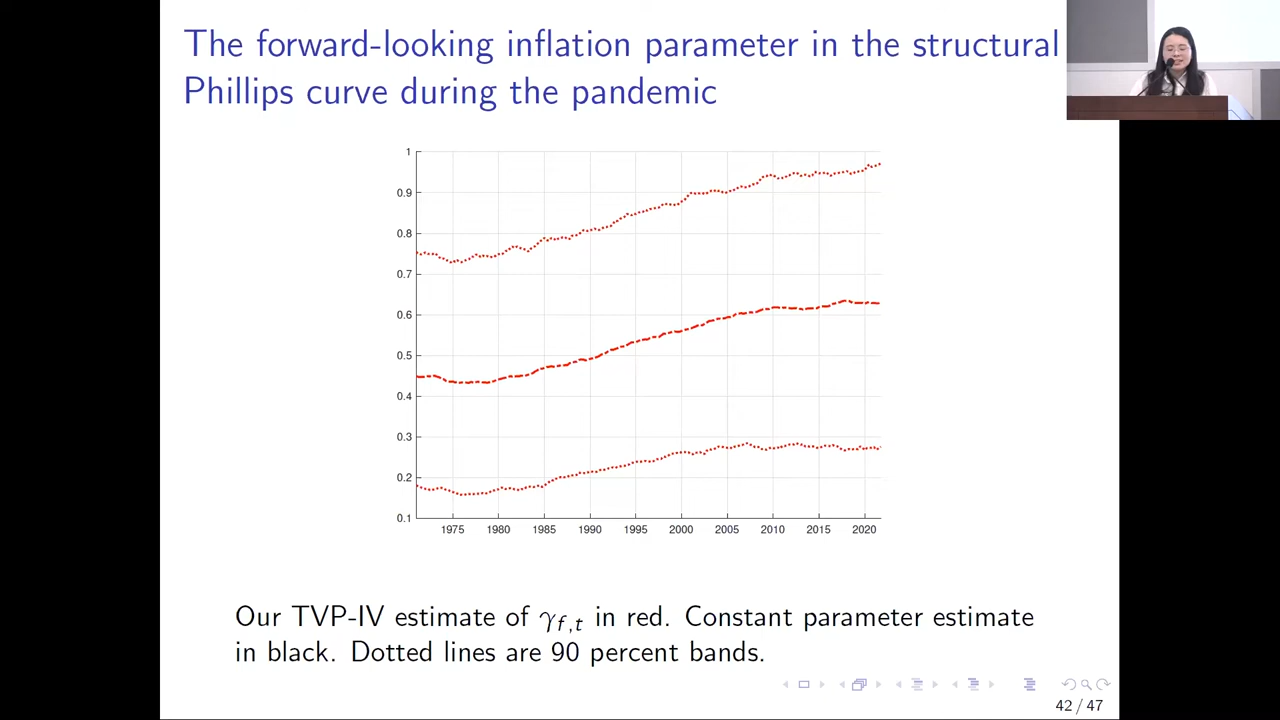 The forward-looking inflation parameter in the structural
Phillips curve during the pandemic
1
0.9
0.8
0.7
0.6
0.5
0.4
0.3
0.2
0.1
1975 1980 1985 1990 1995 2000 2005 2010 2015 2020
Our TVP-IV estimate of γf,t in red. Constant parameter estimate
in black. Dotted lines are 90 percent bands.
42 / 47